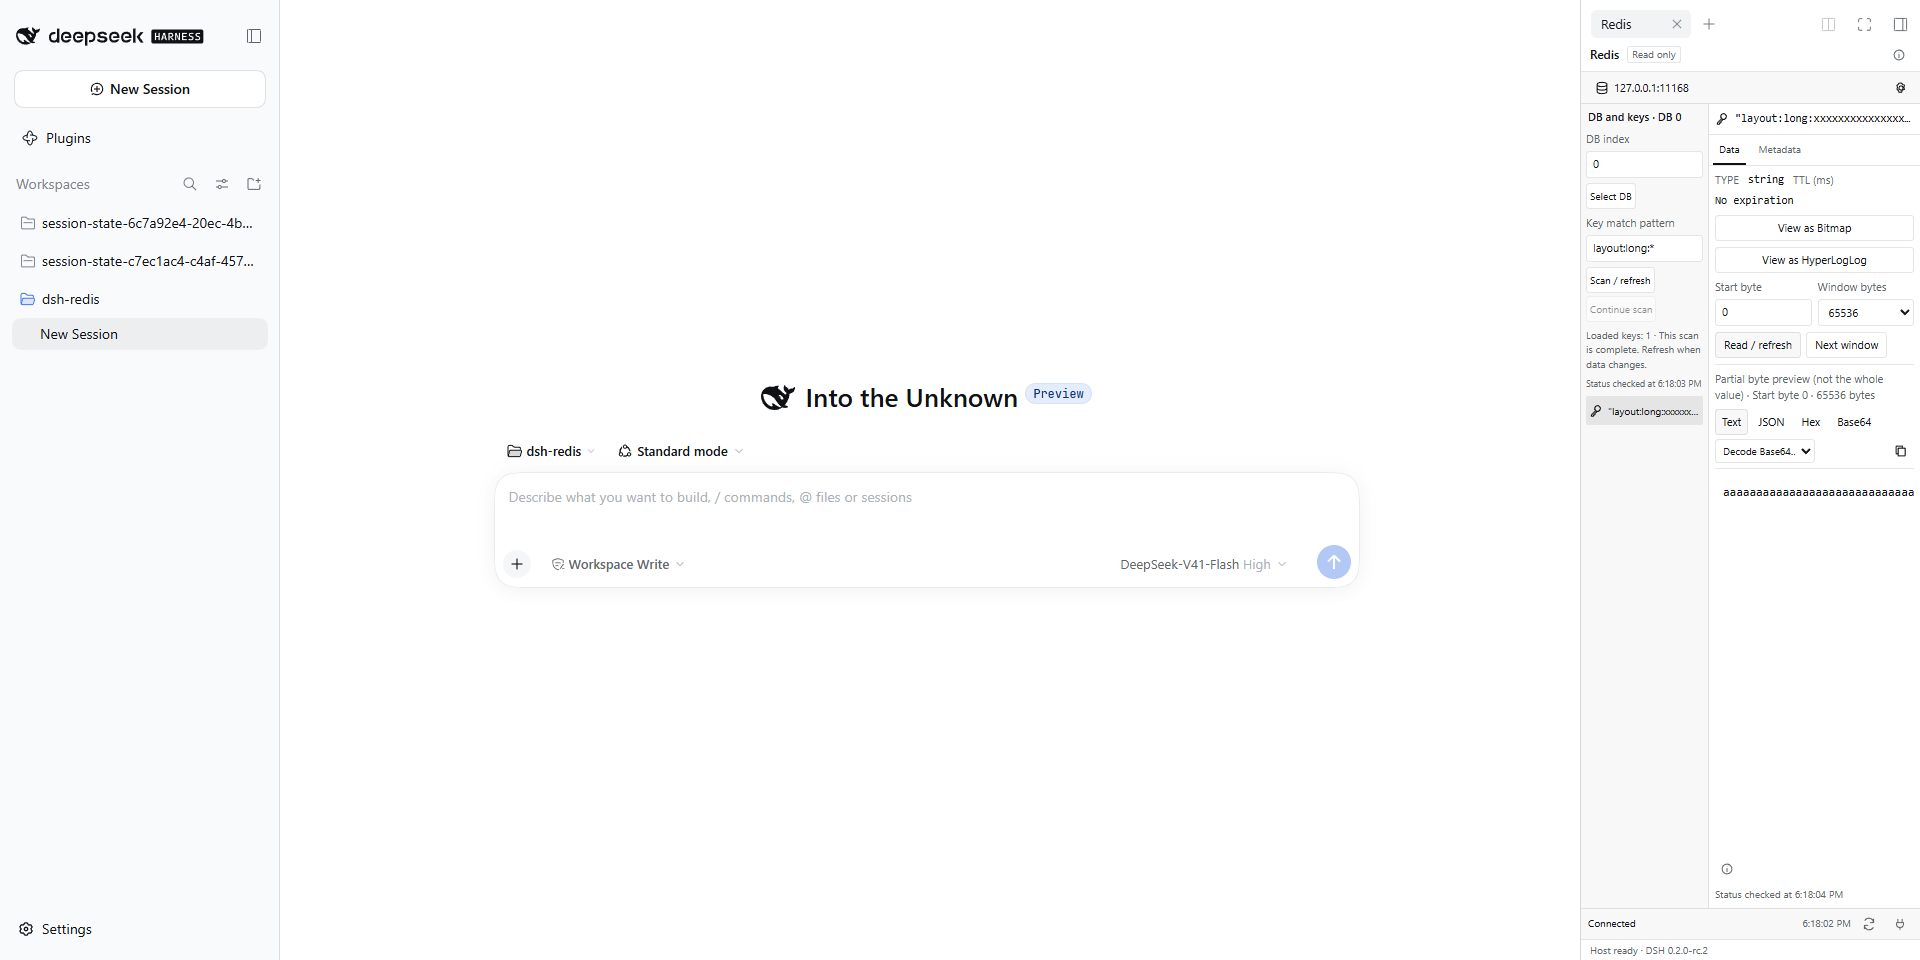 deepseek HARNESS
New Session
Plugins
Workspaces
session-state-6c7a92e4-20ec-4b...
session-state-c7ec1ac4-c4af-457...
dsh-redis
New Session
Settings
Into the Unknown Preview
dsh-redis Standard mode
Describe what you want to build, / commands, @ files or sessions
Workspace Write
DeepSeek-V41-Flash High
Redis
Redis Read only
127.0.0.1:11168
DB and keys · DB 0
DB index
0
Select DB
Key match pattern
layout:long:*
Scan / refresh
Continue scan
Loaded keys: 1 · This scan
is complete. Refresh when
data changes.
Status checked at 6:18:03 PM
"layout:long:xxxxxx...
"layout:long:xxxxxxxxxxxxxxx...
Data Metadata
TYPE string TTL (ms)
No expiration
View as Bitmap
View as HyperLogLog
Start byte Window bytes
0 65536
Read / refresh Next window
Partial byte preview (not the whole
value) · Start byte 0 · 65536 bytes
Text JSON Hex Base64
Decode Base64..
aaaaaaaaaaaaaaaaaaaaaaaaaaaaa
Status checked at 6:18:04 PM
Connected 6:18:02 PM
Host ready · DSH 0.2.0-rc.2